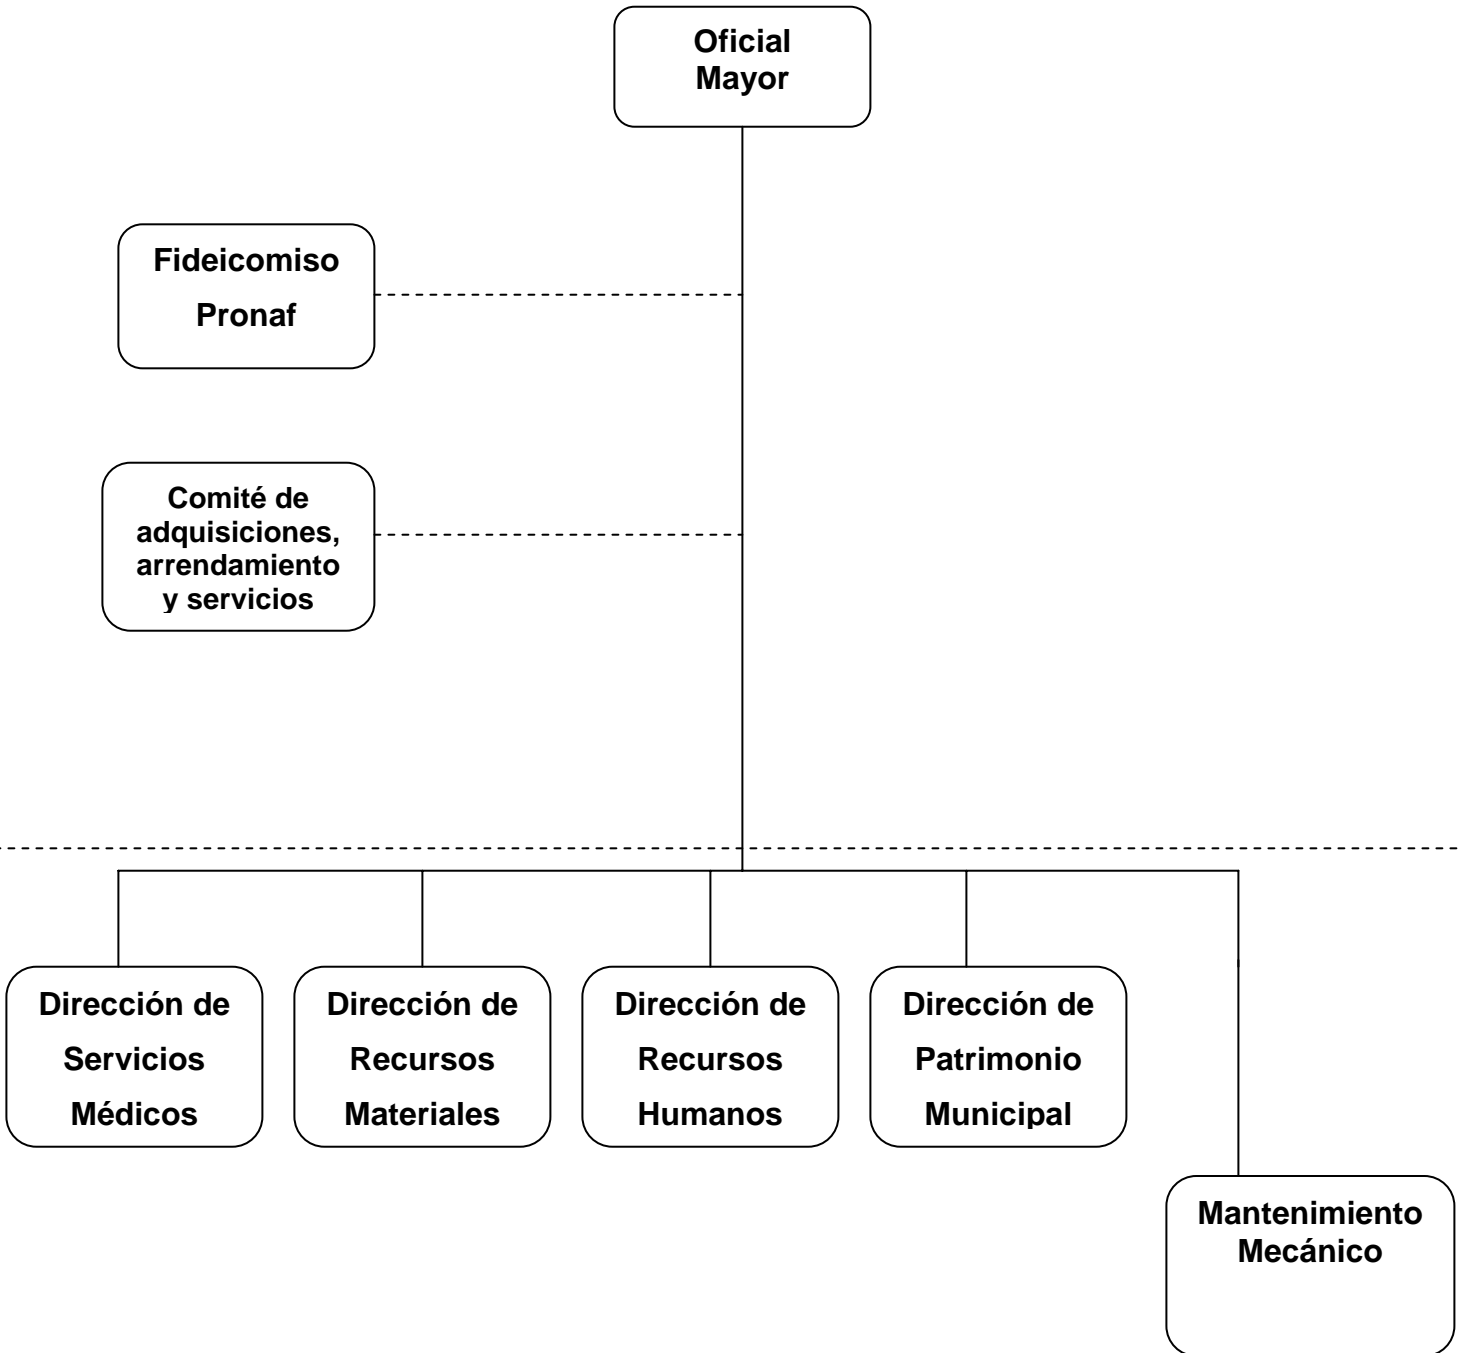 Oficial
Mayor
Fideicomiso
Pronaf
Comité de
adquisiciones,
arrendamiento
y servicios
Dirección de
Servicios
Médicos
Dirección de
Recursos
Materiales
Dirección de
Recursos
Humanos
Dirección de
Patrimonio
Municipal
Mantenimiento
Mecánico